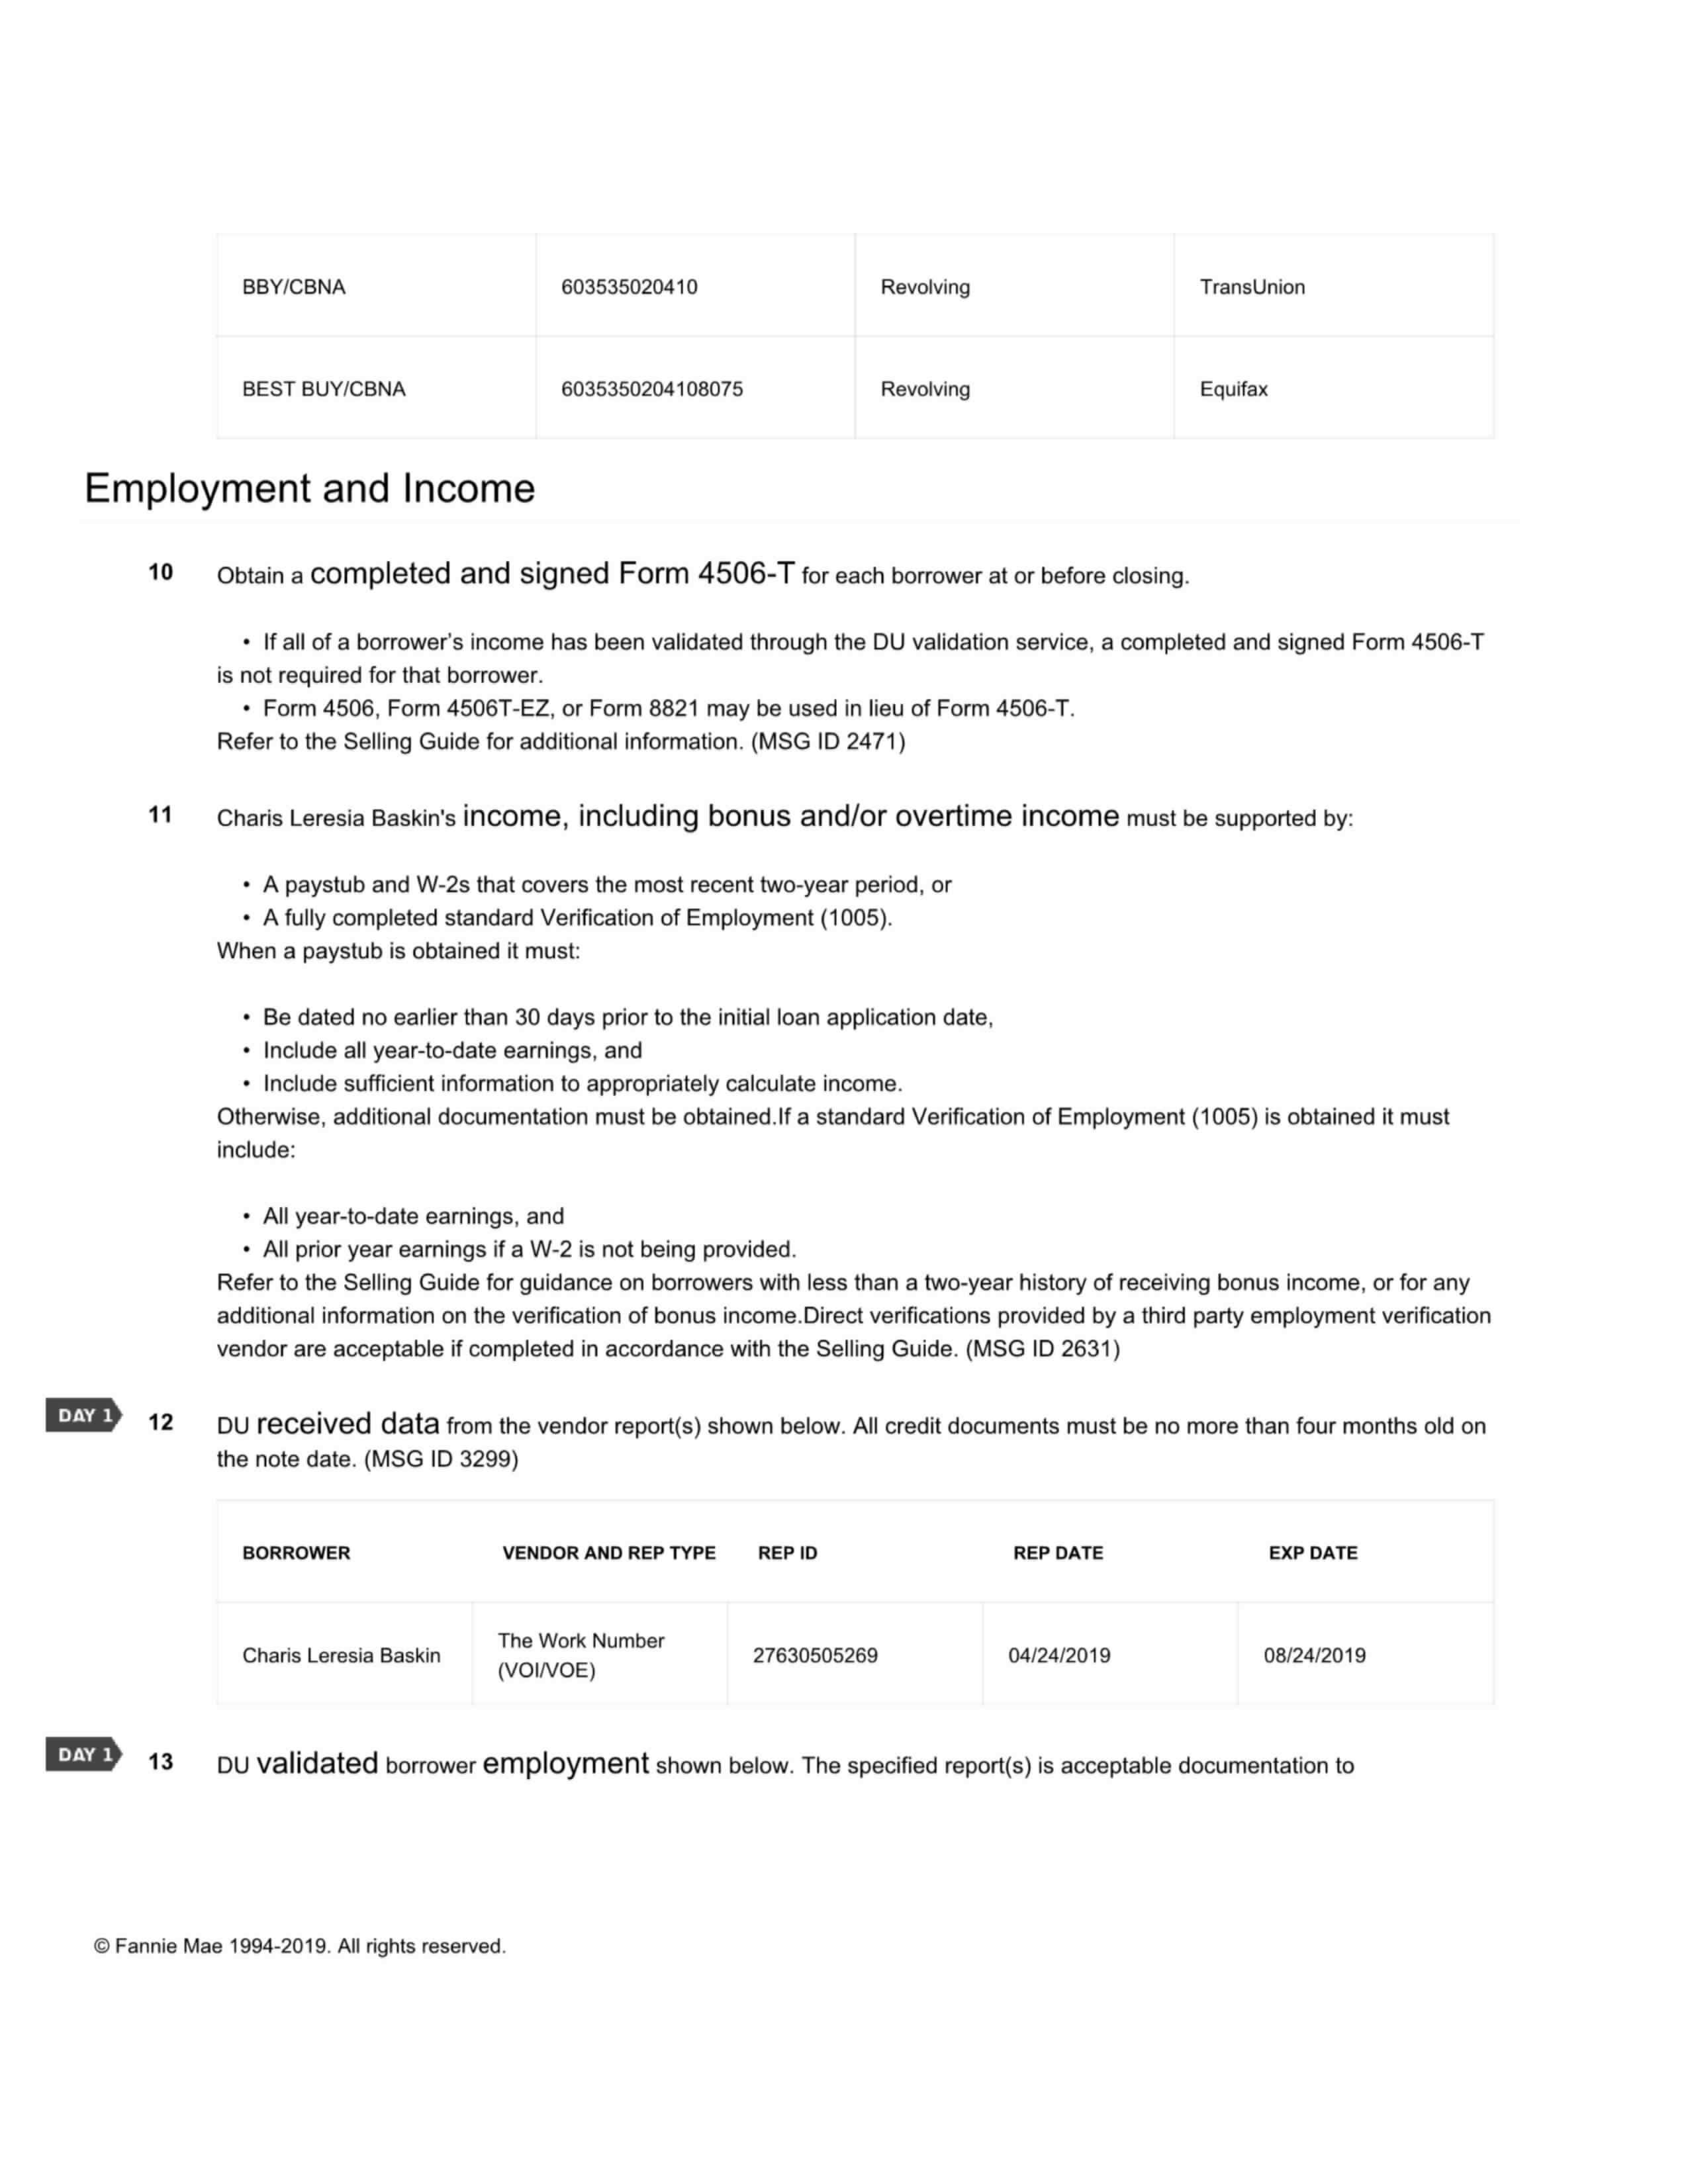 BBY/CBNA 603535020410 Revolving TransUnion
BEST BUY/CBNA 6035350204108075 Revolving Equifax
Employment and Income
10 Obtain a completed and signed Form 4506-T for each borrower at or before closing.
• If all of a borrower's income has been validated through the DU validation service, a completed and signed Form 4506-T
is not required for that borrower.
• Form 4506, Form 4506T-EZ, or Form 8821 may be used in lieu of Form 4506-T.
Refer to the Selling Guide for additional information. (MSG ID 2471)
11 Charis Leresia Baskin's income, including bonus and/or overtime income must be supported by:
• A paystub and W-2s that covers the most recent two-year period, or
• A fully completed standard Verification of Employment (1005).
When a paystub is obtained it must:
• Be dated no earlier than 30 days prior to the initial loan application date,
• Include all year-to-date earnings, and
• Include sufficient information to appropriately calculate income.
Otherwise, additional documentation must be obtained.If a standard Verification of Employment (1005) is obtained it must
include:
• All year-to-date earnings, and
• All prior year earnings if a W-2 is not being provided.
Refer to the Selling Guide for guidance on borrowers with less than a two-year history of receiving bonus income, or for any
additional information on the verification of bonus income.Direct verifications provided by a third party employment verification
vendor are acceptable if completed in accordance with the Selling Guide. (MSG ID 2631)
DAY 1 12 DU received data from the vendor report(s) shown below. All credit documents must be no more than four months old on
the note date. (MSG ID 3299)
BORROWER VENDOR AND REP TYPE REP ID REP DATE EXP DATE
Charis Leresia Baskin The Work Number (VOI/VOE) 27630505269 04/24/2019 08/24/2019
DAY 1 13 DU validated borrower employment shown below. The specified report(s) is acceptable documentation to
© Fannie Mae 1994-2019. All rights reserved.